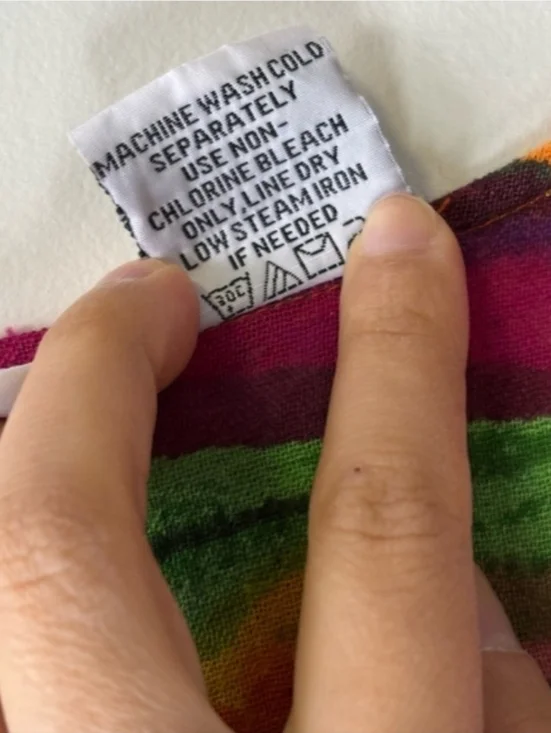 MACHINE WASH COLD
SEPARATELY
USE NON-
CHLORINE BLEACH
ONLY LINE DRY
LOW STEAM IRON
IF NEEDED
30C